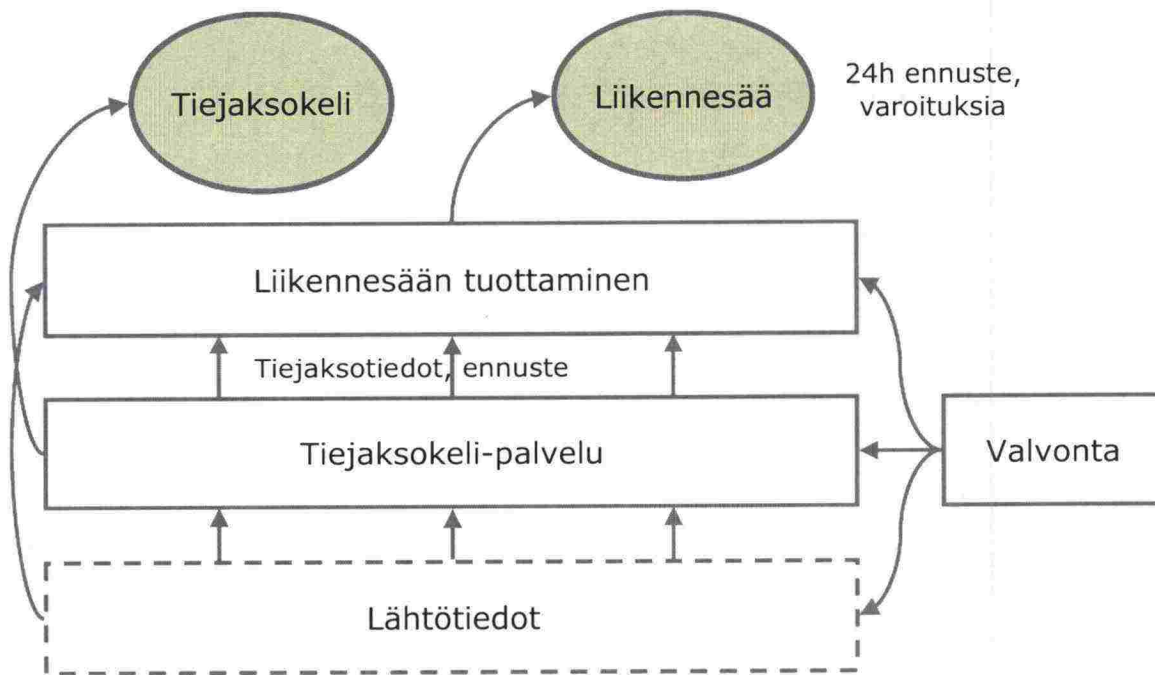 Tiejaksokeli
Liikennesää
24h ennuste,
varoituksia
Liikennesään tuottaminen
Tiejaksotiedot, ennuste
Tiejaksokeli-palvelu
Valvonta
Lähtötiedot